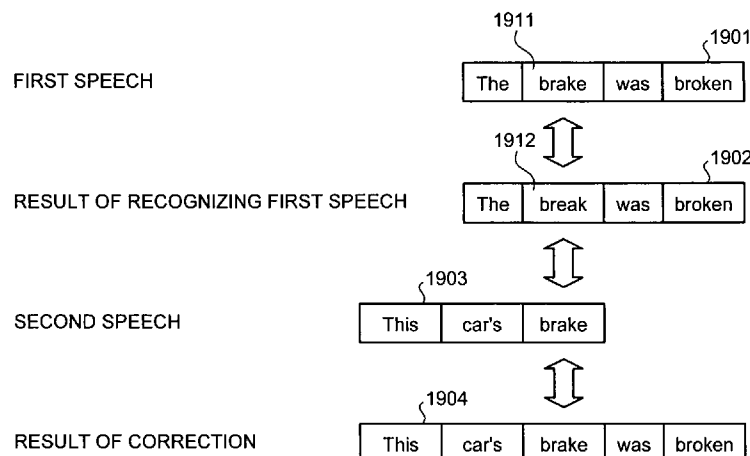 1911
1901
FIRST SPEECH The brake was broken
1912
1902
RESULT OF RECOGNIZING FIRST SPEECH The break was broken
1903
SECOND SPEECH This car's brake
1904
RESULT OF CORRECTION This car's brake was broken